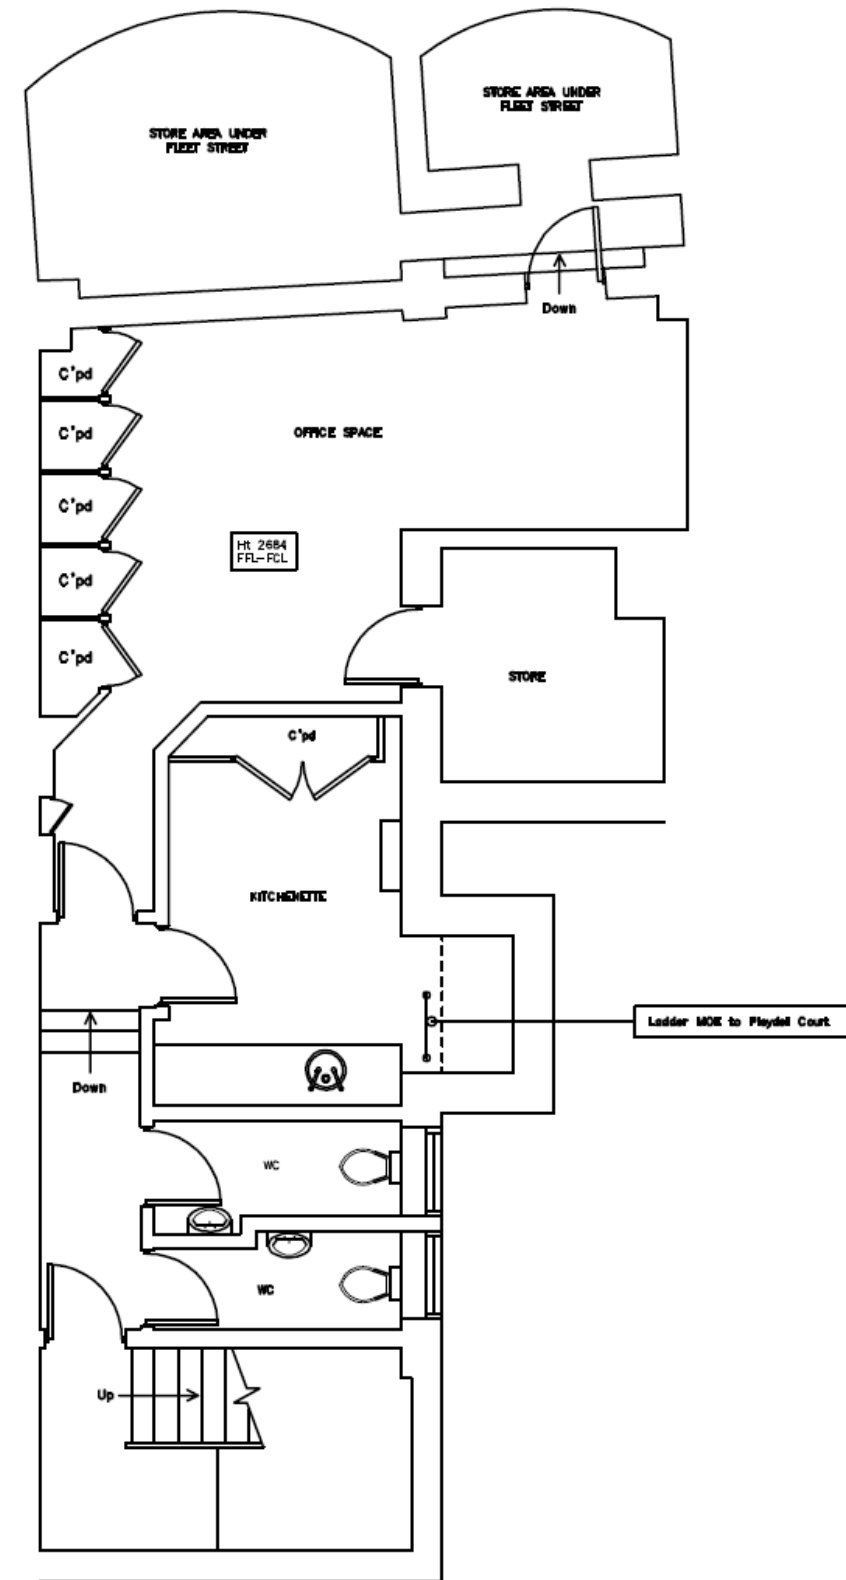 STORE AREA UNDER
FLEET STREET
STORE AREA UNDER
FLEET STREET
Down
C'pd
C'pd
OFFICE SPACE
C'pd
Ht 2684
FFL-FCL
C'pd
C'pd
STORE
C'pd
KITCHENETTE
Ladder MOE to Pleydell Court
Down
WC
WC
Up